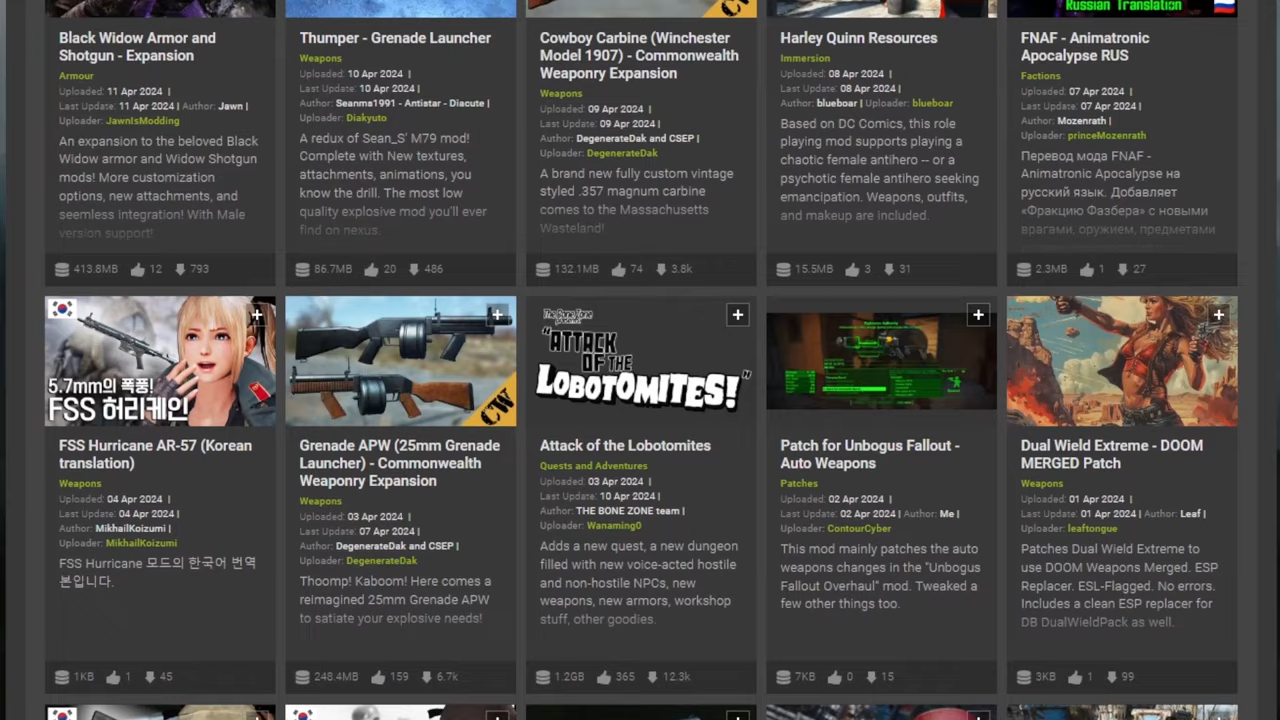 Russian Translation
CW
Black Widow Armor and
Shotgun - Expansion
Armour
Uploaded: 11 Apr 2024 |
Last Update: 11 Apr 2024 | Author: Jawn |
Uploader: JawnIsModding
An expansion to the beloved Black
Widow armor and Widow Shotgun
mods! More customization
options, new attachments, and
seemless integration! With Male
version support!
413.8MB 12 793
Thumper - Grenade Launcher
Weapons
Uploaded: 10 Apr 2024 |
Last Update: 10 Apr 2024 |
Author: Seanms1991 - Antiatar - Diacute |
Uploader: Diakyuto
A redux of Sean_S' M79 mod!
Complete with New textures,
attachments, animations, you
know the drill. The most low
quality explosive mod you'll ever
find on nexus.
86.7MB 20 486
Cowboy Carbine (Winchester
Model 1907) - Commonwealth
Weaponry Expansion
Weapons
Uploaded: 09 Apr 2024 |
Last Update: 09 Apr 2024 |
Author: DegenerateDak and CSEP |
Uploader: DegenerateDak
A brand new fully custom vintage
styled .357 magnum carbine
comes to the Massachusetts
Wasteland!
132.1MB 74 3.8k
Harley Quinn Resources
Immersion
Uploaded: 08 Apr 2024 |
Last Update: 08 Apr 2024 |
Author: blueboar | Uploader: blueboar
Based on DC Comics, this role
playing mod supports playing a
chaotic female antihero -- or a
psychotic female antihero seeking
emancipation. Weapons, outfits,
and makeup are included.
15.5MB 3 31
FNAF - Animatronic
Apocalypse RUS
Factions
Uploaded: 07 Apr 2024 |
Last Update: 07 Apr 2024 |
Author: Mozenrath |
Uploader: princeMozenrath
Перевод мода FNAF -
Animatronic Apocalypse на
русский язык. Добавляет
«Фракцию Фазбера» с новыми
врагами, оружием, предметами
2.3MB 1 27
5.7mm의 폭풍!
FSS 허리케인
FSS Hurricane AR-57 (Korean
translation)
Weapons
Uploaded: 04 Apr 2024 |
Last Update: 04 Apr 2024 |
Author: MikhailKoizumi |
Uploader: MikhailKoizumi
FSS Hurricane 모드의 한국어 번역
본입니다.
1KB 1 45
CW
Grenade APW (25mm Grenade
Launcher) - Commonwealth
Weaponry Expansion
Weapons
Uploaded: 03 Apr 2024 |
Last Update: 07 Apr 2024 |
Author: DegenerateDak and CSEP |
Uploader: DegenerateDak
Thoomp! Kaboom! Here comes a
reimagined 25mm Grenade APW
to satiate your explosive needs!
248.4MB 159 6.7k
The Bone Zone
presents
"ATTACK
OF THE
LOBOTOMITES!"
Attack of the Lobotomites
Quests and Adventures
Uploaded: 03 Apr 2024 |
Last Update: 10 Apr 2024 |
Author: THE BONE ZONE team |
Uploader: Wanaming0
Adds a new quest, a new dungeon
filled with new voice-acted hostile
and non-hostile NPCs, new
weapons, new armors, workshop
stuff, other goodies.
1.2GB 365 12.3k
Patch for Unbogus Fallout -
Auto Weapons
Patches
Uploaded: 02 Apr 2024 |
Last Update: 02 Apr 2024 | Author: Me |
Uploader: ContourCyber
This mod mainly patches the auto
weapons changes in the "Unbogus
Fallout Overhaul" mod. Tweaked a
few other things too.
7KB 0 15
Dual Wield Extreme - DOOM
MERGED Patch
Weapons
Uploaded: 01 Apr 2024 |
Last Update: 01 Apr 2024 | Author: Leaf |
Uploader: leaftongue
Patches Dual Wield Extreme to
use DOOM Weapons Merged. ESP
Replacer. ESL-Flagged. No errors.
Includes a clean ESP replacer for
DB DualWieldPack as well.
3KB 1 99